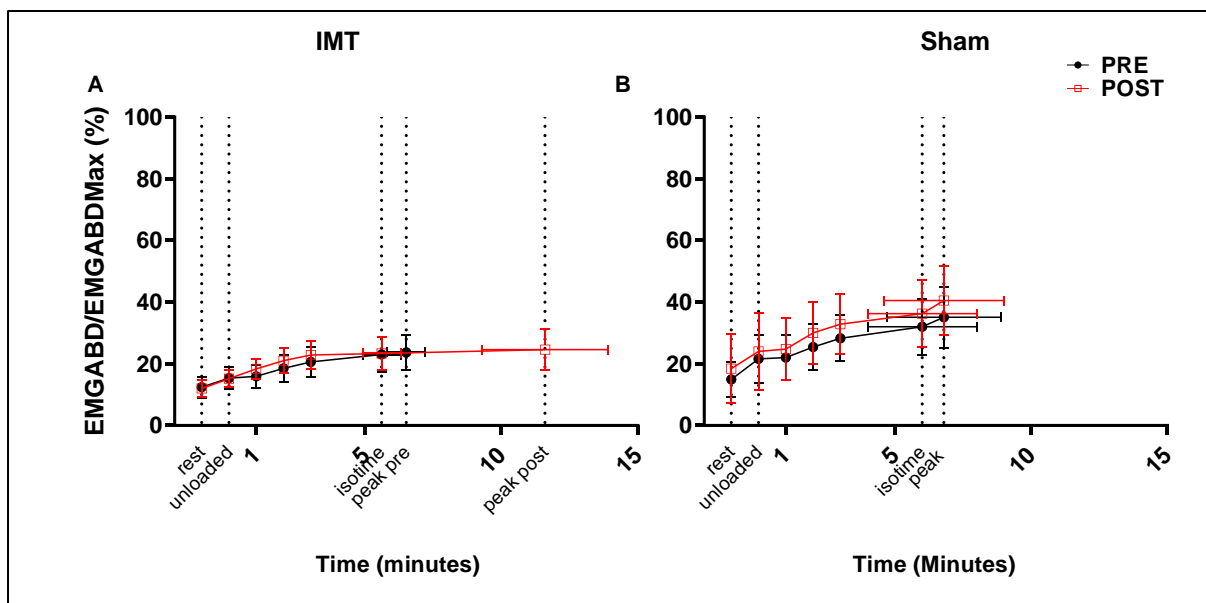 IMT
Sham
PRE
POST
A
B
EMGABD/EMGABDMax (%)
100
80
60
40
20
0
rest
unloaded
1
5
isotime
peak pre
10
peak post
15
Time (minutes)
100
80
60
40
20
0
rest
unloaded
1
5
isotime
peak
10
15
Time (Minutes)